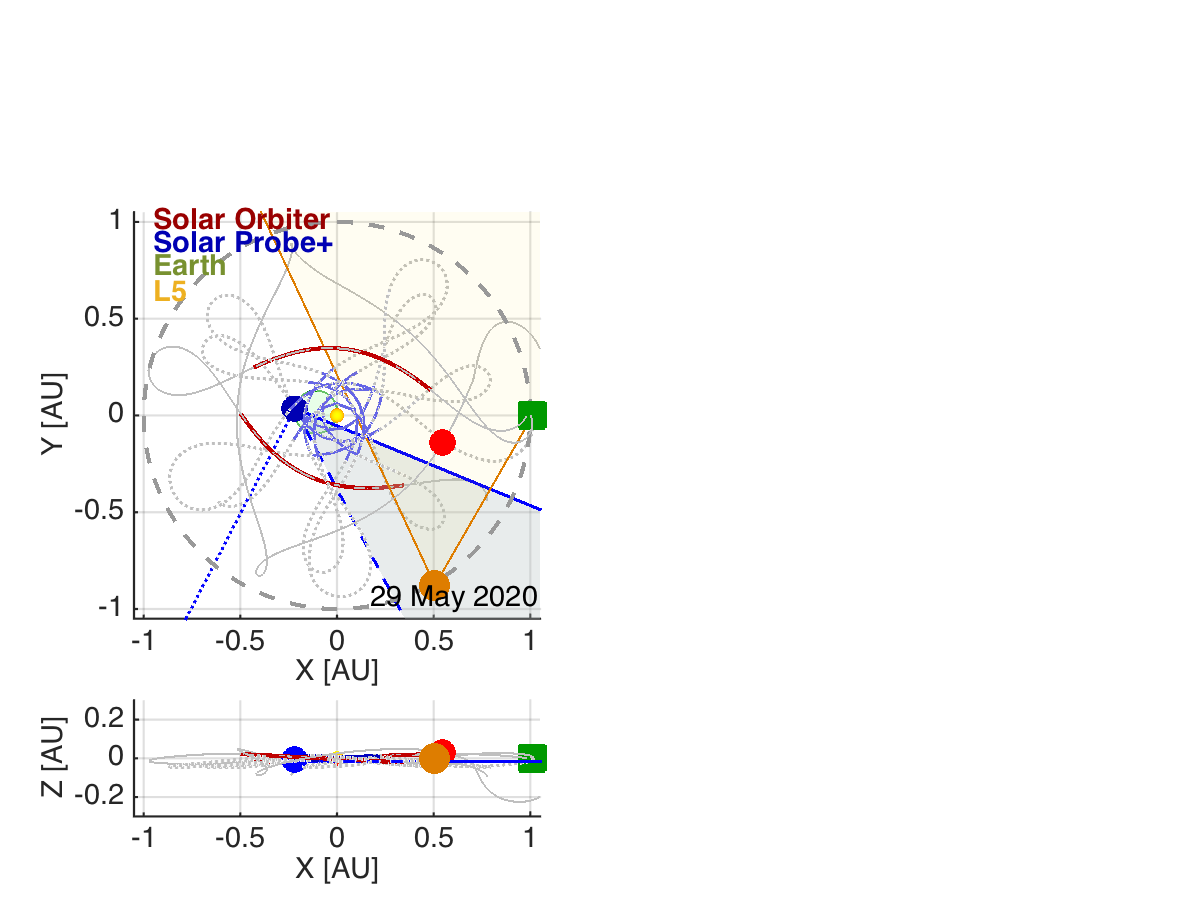 Solar Orbiter
Solar Probe+
Earth
L5
1
0.5
0
-0.5
-1
Y [AU]
29 May 2020
-1 -0.5 0 0.5 1
X [AU]
0.2
0
-0.2
Z [AU]
-1 -0.5 0 0.5 1
X [AU]